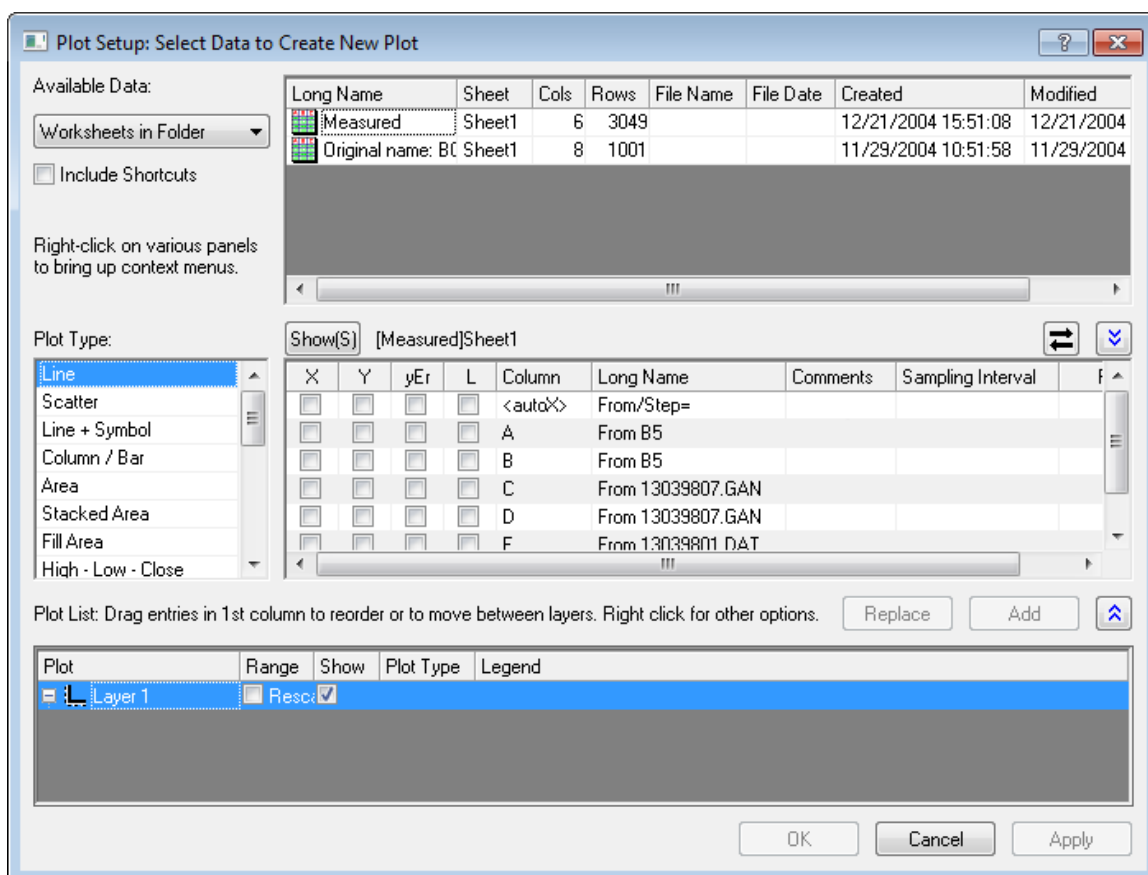 Plot Setup: Select Data to Create New Plot
Available Data:
Worksheets in Folder
Include Shortcuts
Right-click on various panels
to bring up context menus.
Long Name Sheet Cols Rows File Name File Date Created Modified
Measured Sheet1 6 3049 12/21/2004 15:51:08 12/21/2004
Original name: B( Sheet1 8 1001 11/29/2004 10:51:58 11/29/2004
Plot Type:
Line
Scatter
Line + Symbol
Column / Bar
Area
Stacked Area
Fill Area
High - Low - Close
Show(S) [Measured]Sheet1
X Y yEr L Column Long Name Comments Sampling Interval
<autoX> From/Step=
A From B5
B From B5
C From 13039807.GAN
D From 13039807.GAN
From 13039801.DAT
Plot List: Drag entries in 1st column to reorder or to move between layers. Right click for other options.
Replace Add
Plot Range Show Plot Type Legend
Layer 1 Resca
OK Cancel Apply